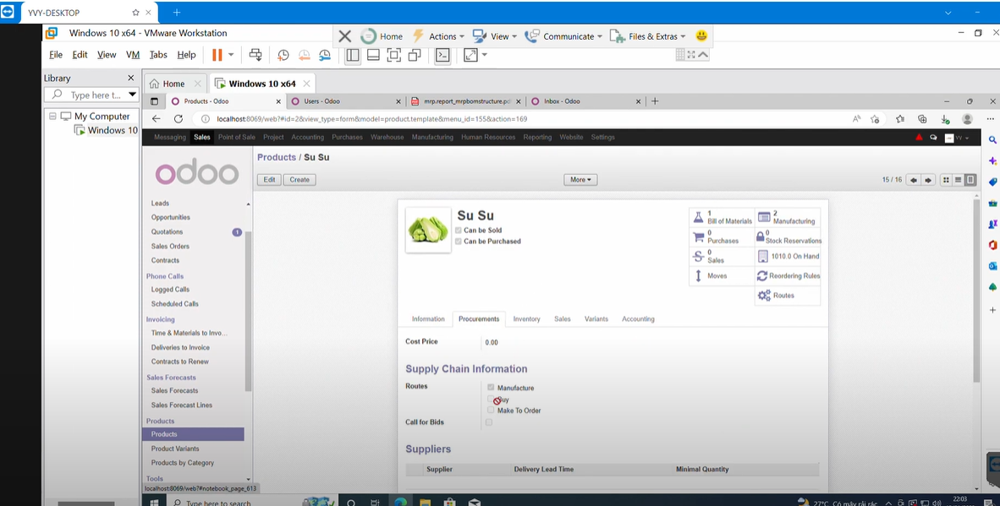 YVY-DESKTOP
Windows 10 x64 - VMware Workstation
Home Actions View Communicate Files & Extras
File Edit View VM Tabs Help
Library
Home Windows 10 x64
Type here t...
My Computer
Windows 10
Products - Odoo Users - Odoo mrp.report_mrpbomstructure.pd Inbox - Odoo
localhost:8069/web?#id=2&view_type=form&model=product.template&menu_id=155&action=169
Messaging Sales Point of Sale Project Accounting Purchases Warehouse Manufacturing Human Resources Reporting Website Settings
odoo
Products / Su Su
Edit Create More 15 / 16
Leads
Opportunities
Quotations 1
Sales Orders
Contracts
Phone Calls
Logged Calls
Scheduled Calls
Invoicing
Time & Materials to Invo...
Deliveries to Invoice
Contracts to Renew
Sales Forecasts
Sales Forecasts
Sales Forecast Lines
Products
Products
Product Variants
Products by Category
Tools
localhost:8069/web?#notebook_page_613
Su Su
Can be Sold
Can be Purchased
1 Bill of Materials
2 Manufacturing
0 Purchases
0 Stock Reservations
0 Sales
1010.0 On Hand
Moves
Reordering Rules
Routes
Information Procurements Inventory Sales Variants Accounting
Cost Price 0.00
Supply Chain Information
Routes Manufacture
Buy
Make To Order
Call for Bids
Suppliers
Supplier Delivery Lead Time Minimal Quantity
Type here to search
27°C Có mây rải rác
22:03